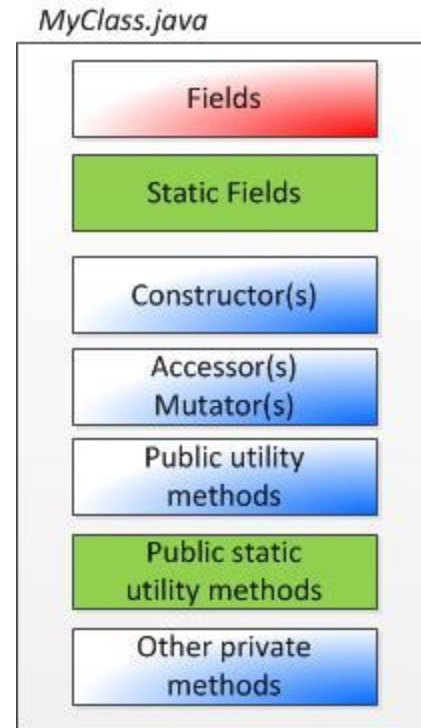 MyClass.java
Fields
Static Fields
Constructor(s)
Accessor(s)
Mutator(s)
Public utility
methods
Public static
utility methods
Other private
methods